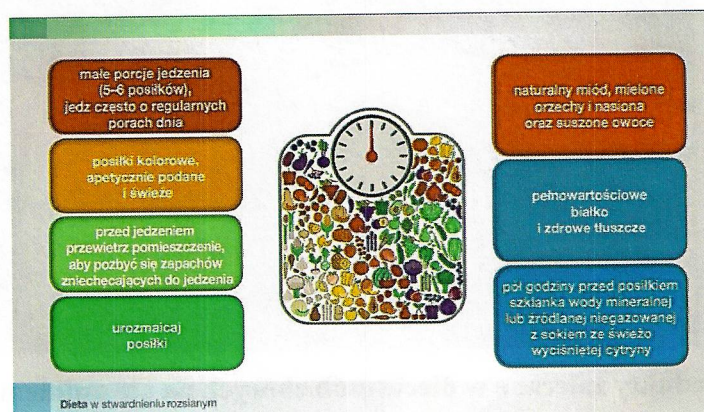 małe porcje jedzenia
(5–6 posiłków),
jedz często o regularnych
porach dnia
posiłki kolorowe,
apetycznie podane
i świeże
przed jedzeniem
przewietrz pomieszczenie,
aby pozbyć się zapachów
zniechęcających do jedzenia
urozmaicaj
posiłki
naturalny miód, mielone
orzechy i nasiona
oraz suszone owoce
pełnowartościowe
białko
i zdrowe tłuszcze
pół godziny przed posiłkiem
szklanka wody mineralnej
lub źródlanej niegazowanej
z sokiem ze świeżo
wyciśniętej cytryny
Dieta w stwardnieniu rozsianym